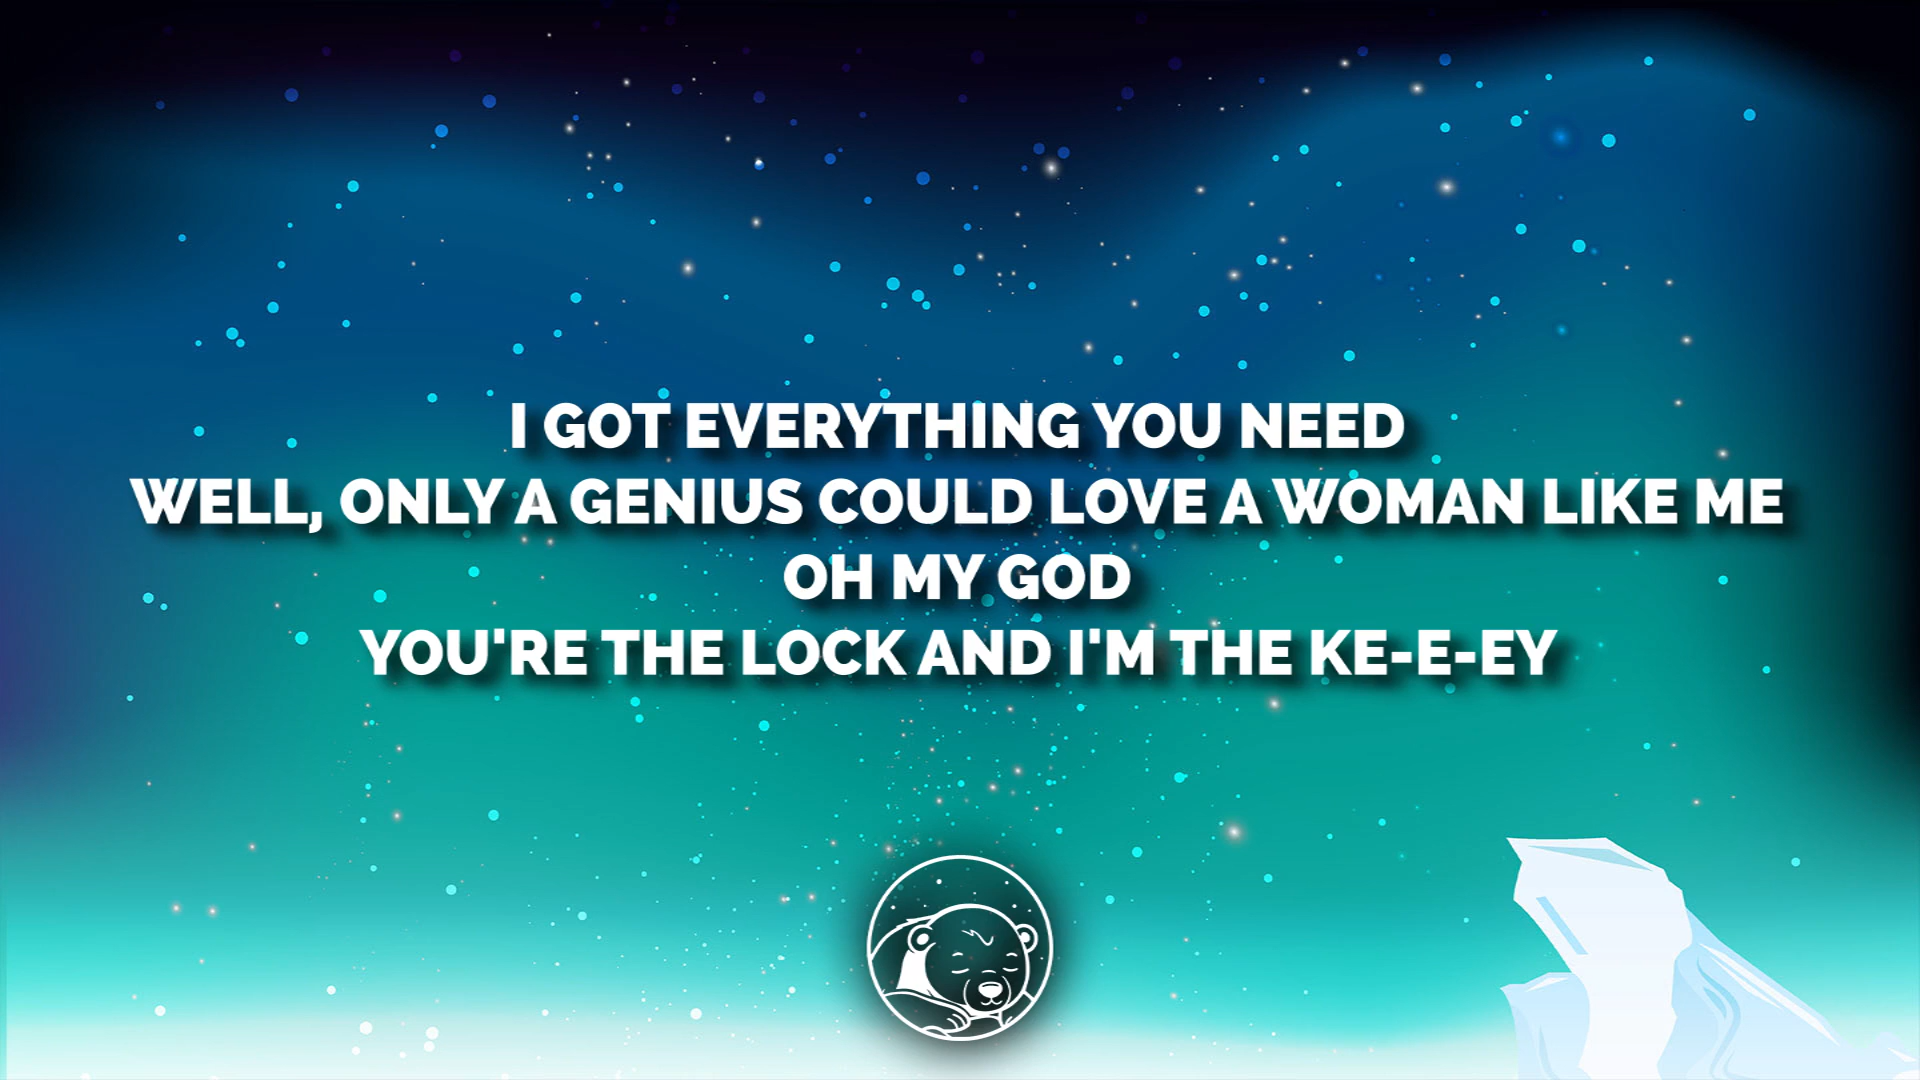 I GOT EVERYTHING YOU NEED
WELL, ONLY A GENIUS COULD LOVE A WOMAN LIKE ME
OH MY GOD
YOU'RE THE LOCK AND I'M THE KE-E-EY